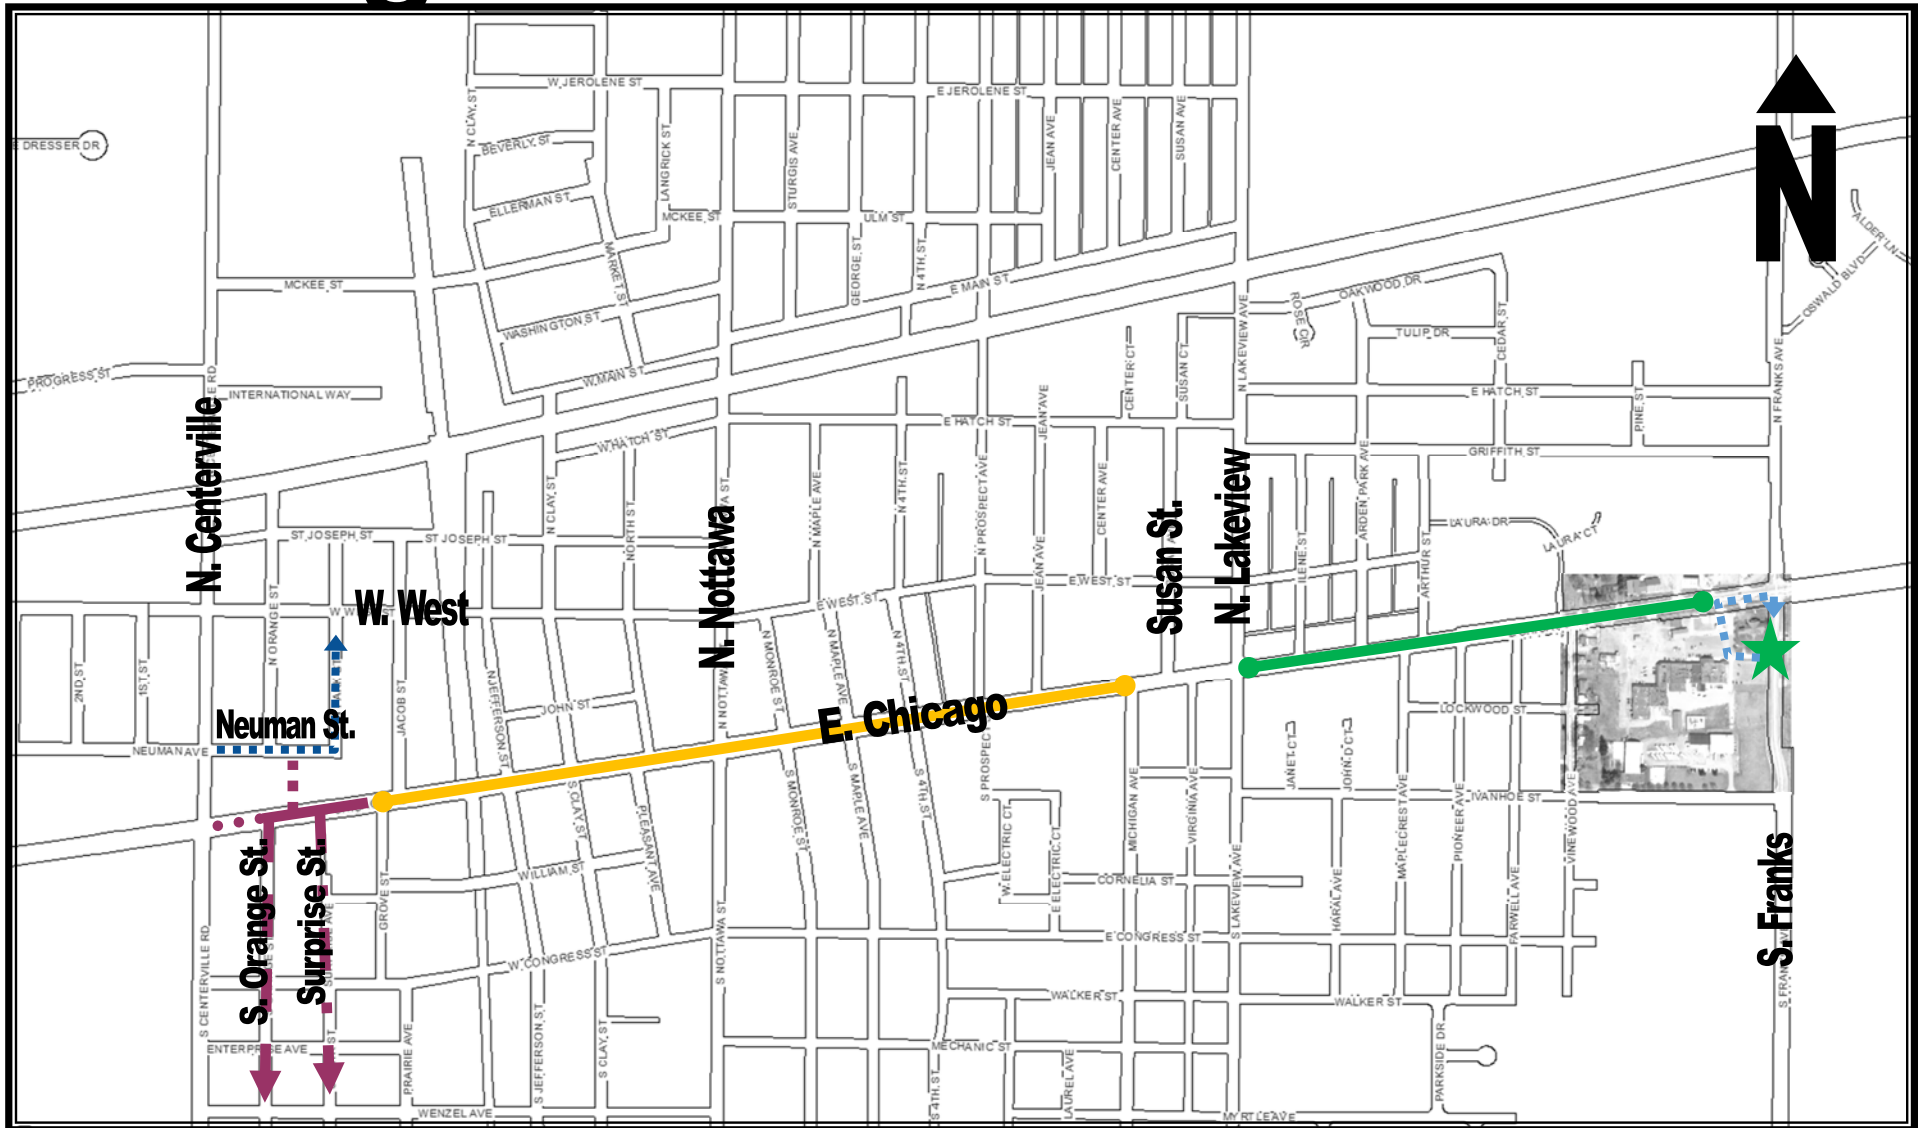 W JEROLENE ST
E JEROLENE ST
N CLAY ST
BEVERLY ST
LANGRICK ST
STURGIS AVE
JEAN AVE
CENTER AVE
SUSAN AVE
E DRESSER DR
N
ELLERMAN ST
MCKEE ST
ULM ST
ALDER LN
OSWALD BLVD
MARKET ST
GEORGE ST
N 4TH ST
MCKEE ST
E MAIN ST
OAKWOOD DR
ROSE CIR
WASHINGTON ST
TULIP DR
CEDAR ST
N LAKEVIEW AVE
CENTER CT
SUSAN CT
N FRANKS AVE
PROGRESS ST
W MAIN ST
INTERNATIONAL WAY
E HATCH ST
PINE ST
N. Centerville
W HATCH ST
E HATCH ST
JEAN AVE
GRIFFITH ST
N. Lakeview
ARDEN PARK AVE
N CLAY ST
NORTH ST
N. Nottawa
N MAPLE AVE
N 4TH ST
N PROSPECT AVE
CENTER AVE
Susan St.
LAURA DR
LAURA CT
ST JOSEPH ST
ST JOSEPH ST
JEAN AVE
ILENE ST
ARTHUR ST
E WEST ST
E WEST ST
W. West
N ORANGE ST
2ND ST
1ST ST
JACOB ST
N JEFFERSON ST
N MONROE ST
N MAPLE AVE
N 4TH ST
Neuman St.
JOHN ST
E. Chicago
LOCKWOOD ST
NEUMAN AVE
JANET CT
JOHN D CT
S CLAY ST
PLEASANT AVE
S MONROE ST
S MAPLE AVE
S 4TH ST
MICHIGAN AVE
VIRGINIA AVE
IVANHOE ST
MAPLECREST AVE
PIONEER AVE
VINEWOOD AVE
S. Orange St.
Surprise St.
S. Franks
WILLIAM ST
W ELECTRIC CT
E ELECTRIC CT
CORNELIA ST
S LAKEVIEW AVE
HARAL AVE
FARWELL AVE
GROVE ST
S CENTERVILLE RD
W CONGRESS ST
S NOTTAWA ST
E CONGRESS ST
WALKER ST
WALKER ST
ENTERPRISE AVE
PRAIRIE AVE
S JEFFERSON ST
S CLAY ST
MECHANIC ST
PARKSIDE DR
S 4TH ST
LAUREL AVE
WENZEL AVE
MYRTLE AVE